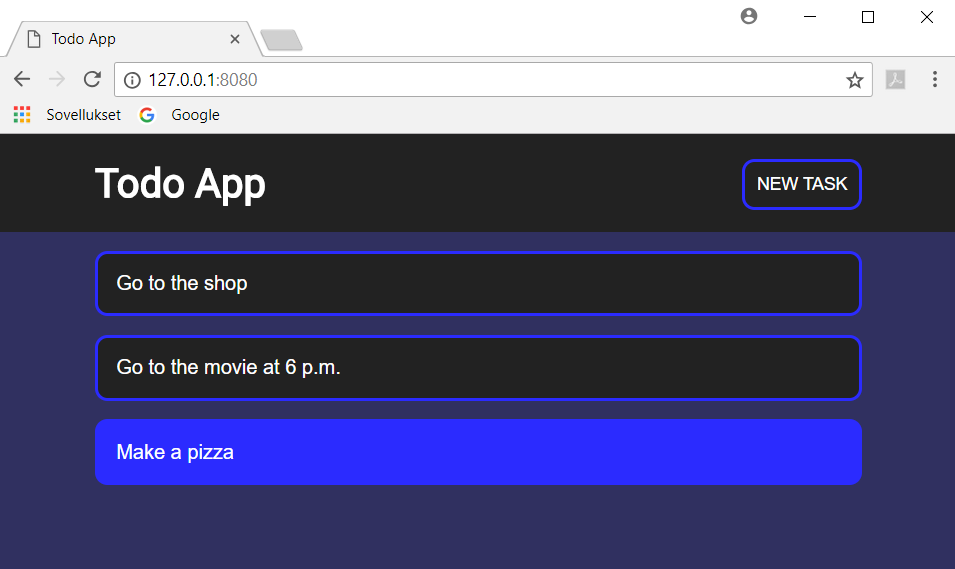 Todo App
127.0.0.1:8080
Sovellukset Google
Todo App NEW TASK
Go to the shop
Go to the movie at 6 p.m.
Make a pizza